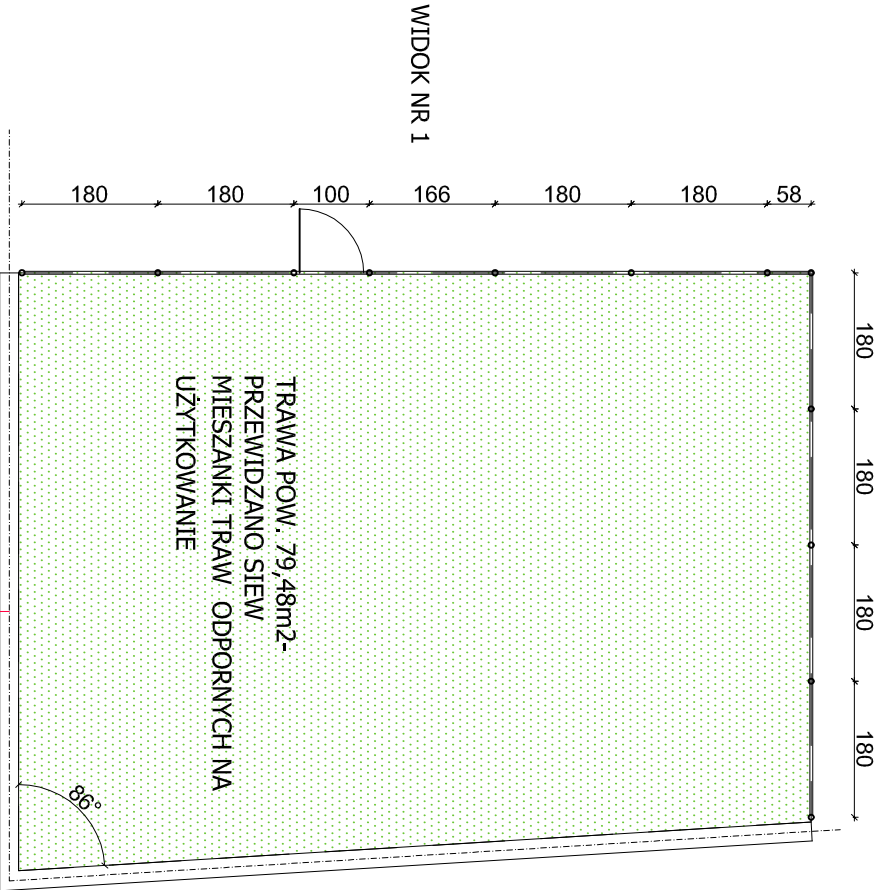 WIDOK NR 1
180
180
100
166
180
180
58
180
180
180
180
TRAWA POW. 79,48m2-
PRZEWIDZANO SIEW
MIESZANKI TRAW ODPORNYCH NA
UŻYTKOWANIE
86°